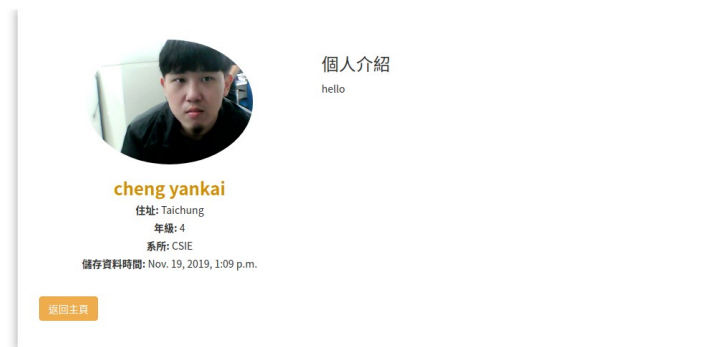 個人介紹
hello
cheng yankai
住址: Taichung
年級: 4
系所: CSIE
儲存資料時間: Nov. 19, 2019, 1:09 p.m.
返回主頁